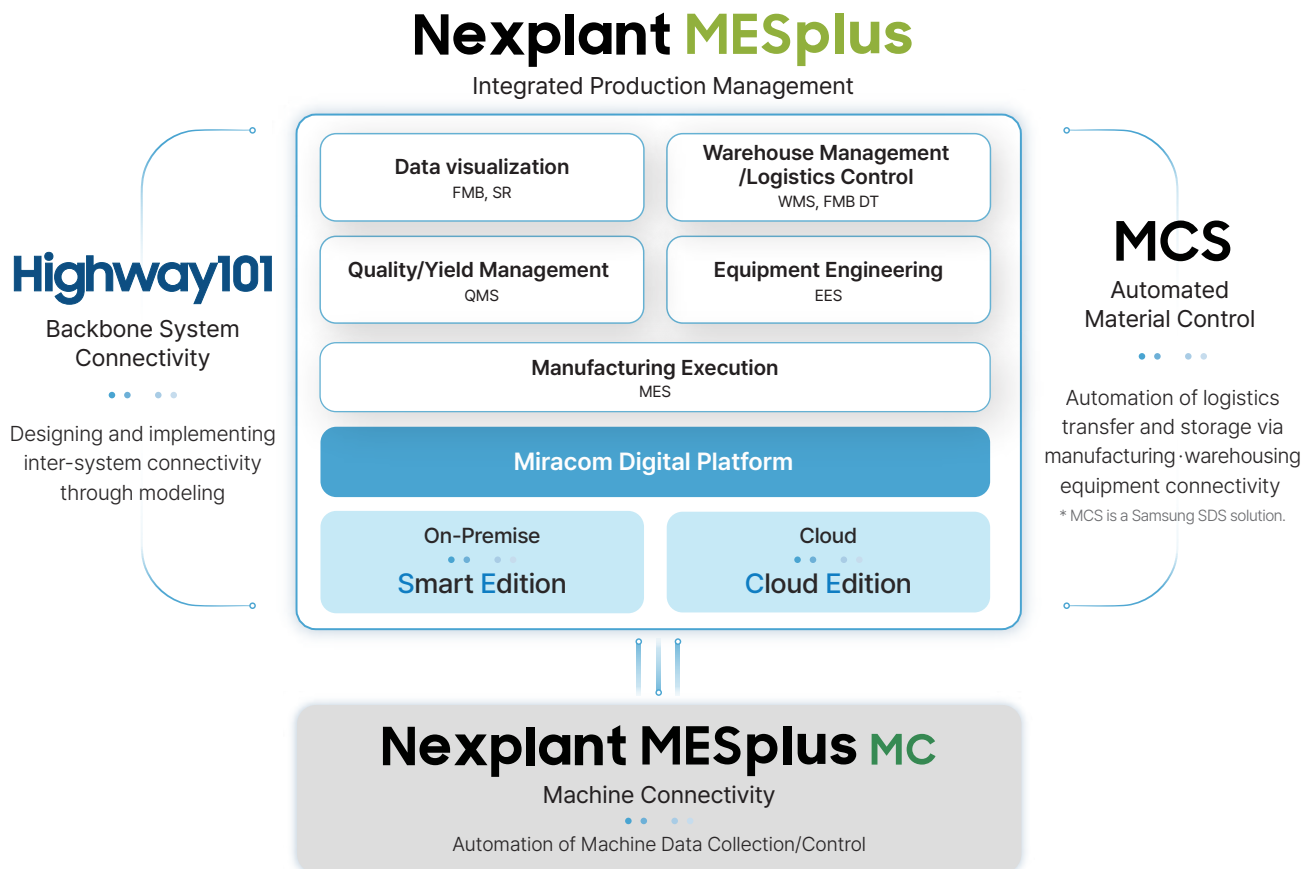 Nexplant MESplus
Integrated Production Management
Data visualization
FMB, SR
Warehouse Management
/Logistics Control
WMS, FMB DT
Quality/Yield Management
QMS
Equipment Engineering
EES
Manufacturing Execution
MES
Miracom Digital Platform
On-Premise
Smart Edition
Cloud
Cloud Edition
Highway101
Backbone System
Connectivity
Designing and implementing
inter-system connectivity
through modeling
MCS
Automated
Material Control
Automation of logistics
transfer and storage via
manufacturing·warehousing
equipment connectivity
* MCS is a Samsung SDS solution.
Nexplant MESplus MC
Machine Connectivity
Automation of Machine Data Collection/Control